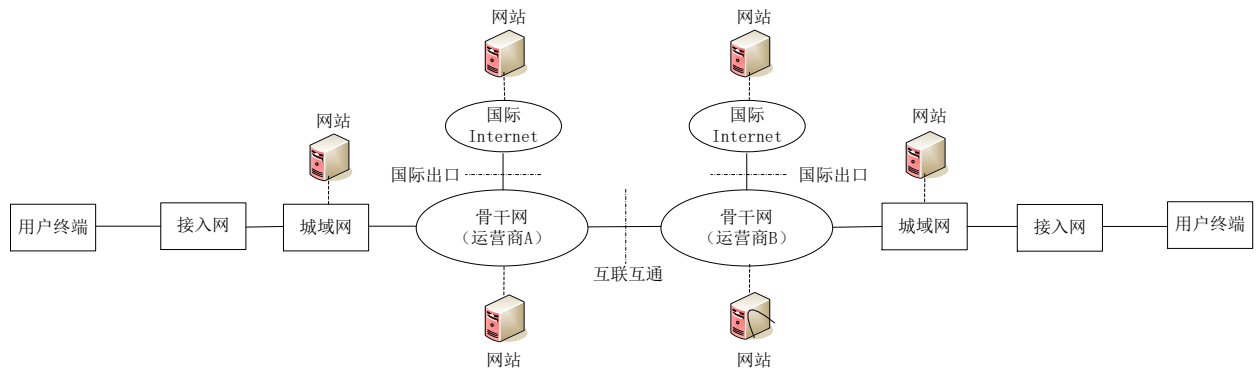 网站
网站
国际
Internet
国际
Internet
网站
网站
国际出口
国际出口
用户终端
接入网
城域网
骨干网
（运营商A）
骨干网
（运营商B）
城域网
接入网
用户终端
互联互通
网站
网站